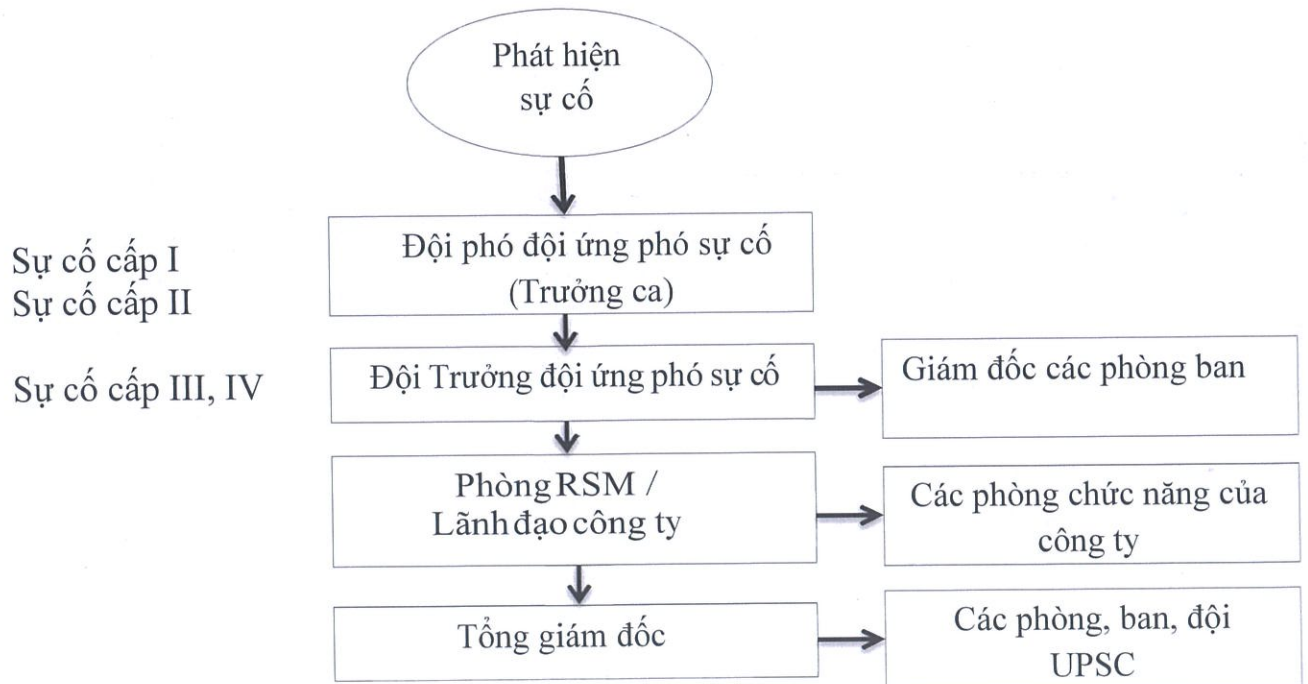 Phát hiện
sự cố
Sự cố cấp I
Sự cố cấp II
Đội phó đội ứng phó sự cố
(Trưởng ca)
Sự cố cấp III, IV
Đội Trưởng đội ứng phó sự cố
Giám đốc các phòng ban
Phòng RSM /
Lãnh đạo công ty
Các phòng chức năng của
công ty
Tổng giám đốc
Các phòng, ban, đội
UPSC